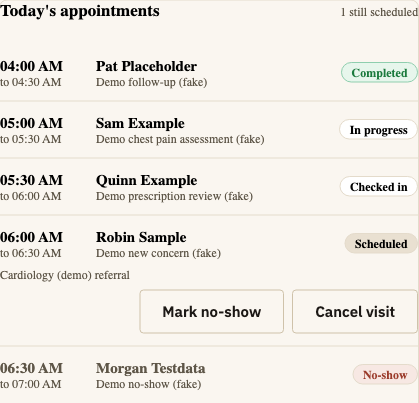 Today's appointments 1 still scheduled
04:00 AM Pat Placeholder Completed
to 04:30 AM Demo follow-up (fake)
05:00 AM Sam Example In progress
to 05:30 AM Demo chest pain assessment (fake)
05:30 AM Quinn Example Checked in
to 06:00 AM Demo prescription review (fake)
06:00 AM Robin Sample Scheduled
to 06:30 AM Demo new concern (fake)
Cardiology (demo) referral
Mark no-show Cancel visit
06:30 AM Morgan Testdata No-show
to 07:00 AM Demo no-show (fake)